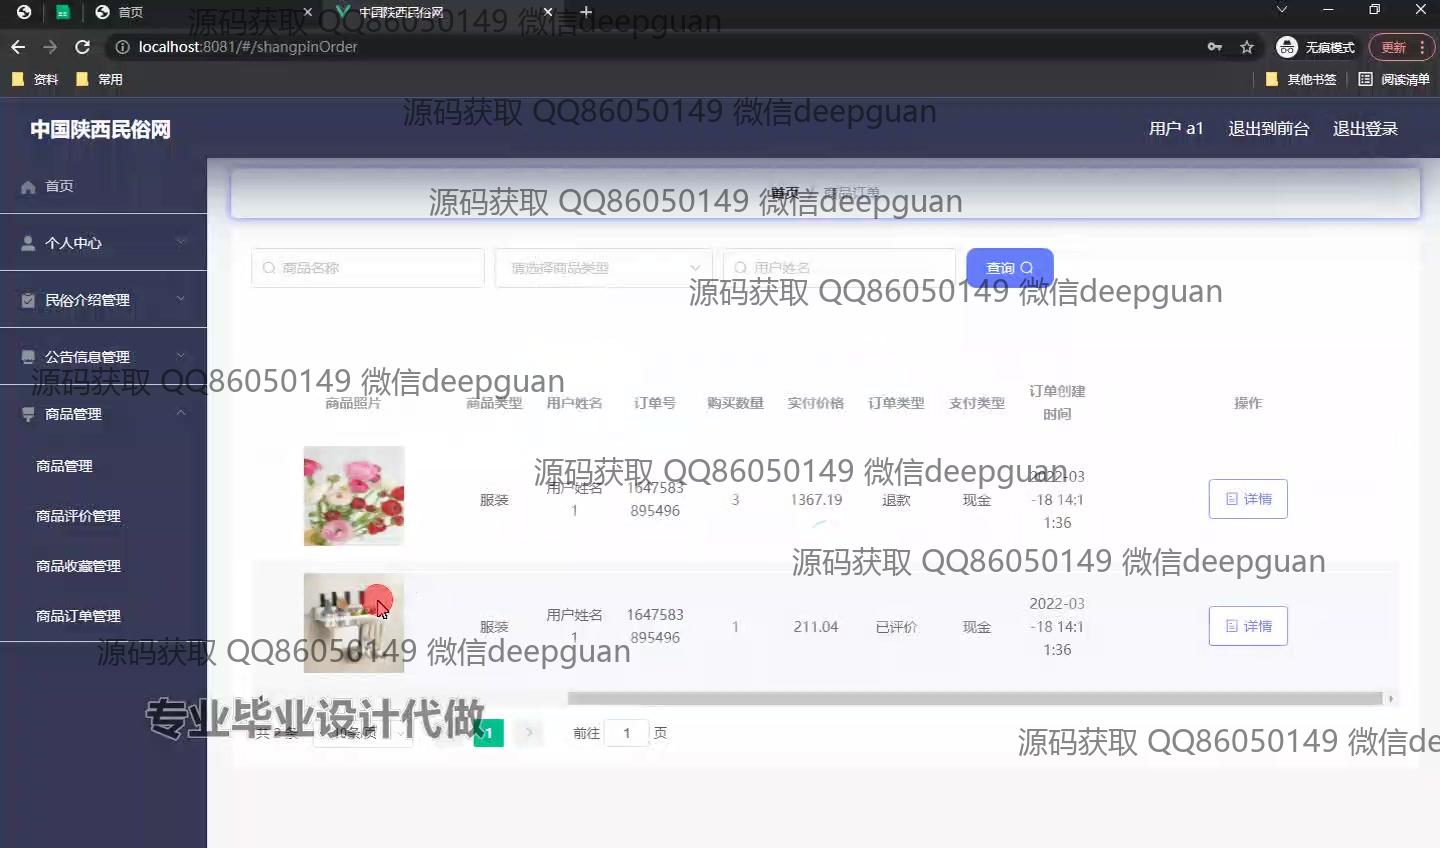 首页
中国陕西民俗网
localhost:8081/#/shangpinOrder
无痕模式
更新
资料
常用
其他书签
阅读清单
中国陕西民俗网
用户 a1
退出到前台
退出登录
首页
个人中心
民俗介绍管理
公告信息管理
商品管理
商品管理
商品评价管理
商品收藏管理
商品订单管理
首页 / 商品订单
商品名称
请选择商品类型
用户姓名
查询
商品照片 商品类型 用户姓名 订单号 购买数量 实付价格 订单类型 支付类型 订单创建时间 操作
服装 用户姓名1 1647583895496 3 1367.19 退款 现金 2022-03-18 14:11:36 详情
服装 用户姓名1 1647583895496 1 211.04 已评价 现金 2022-03-18 14:11:36 详情
共 2 条 10条/页 1 前往 1 页
源码获取 QQ86050149 微信deepguan
源码获取 QQ86050149 微信deepguan
源码获取 QQ86050149 微信deepguan
源码获取 QQ86050149 微信deepguan
源码获取 QQ86050149 微信deepguan
源码获取 QQ86050149 微信deepguan
源码获取 QQ86050149 微信deepguan
源码获取 QQ86050149 微信deepguan
源码获取 QQ86050149 微信de
专业毕业设计代做